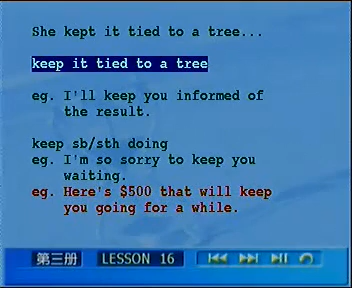 She kept it tied to a tree...
keep it tied to a tree
eg. I'll keep you informed of
the result.
keep sb/sth doing
eg. I'm so sorry to keep you
waiting.
eg. Here's $500 that will keep
you going for a while.
第三册 LESSON 16